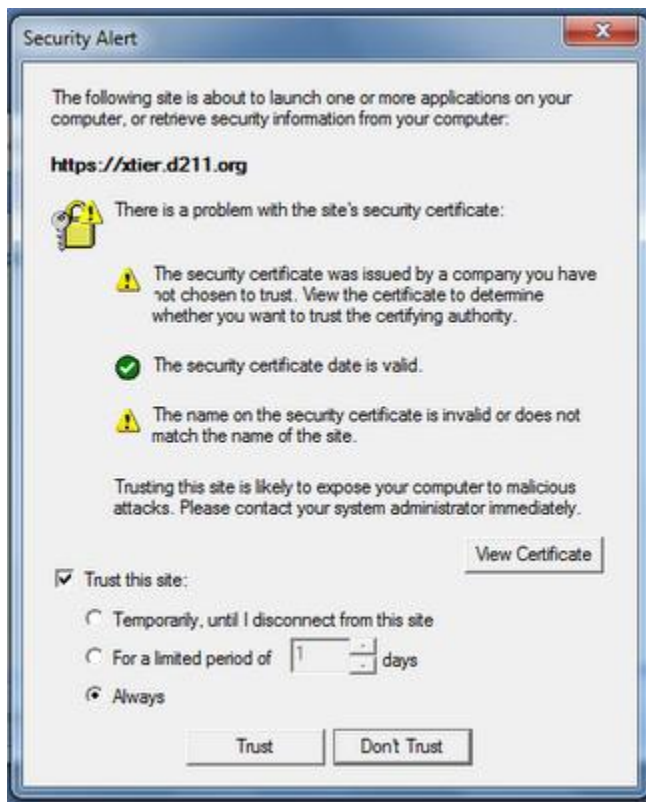 Security Alert
The following site is about to launch one or more applications on your
computer, or retrieve security information from your computer:
https://xtier.d211.org
There is a problem with the site's security certificate:
The security certificate was issued by a company you have
not chosen to trust. View the certificate to determine
whether you want to trust the certifying authority.
The security certificate date is valid.
The name on the security certificate is invalid or does not
match the name of the site.
Trusting this site is likely to expose your computer to malicious
attacks. Please contact your system administrator immediately.
View Certificate
Trust this site:
Temporarily, until I disconnect from this site
For a limited period of 1 days
Always
Trust Don't Trust